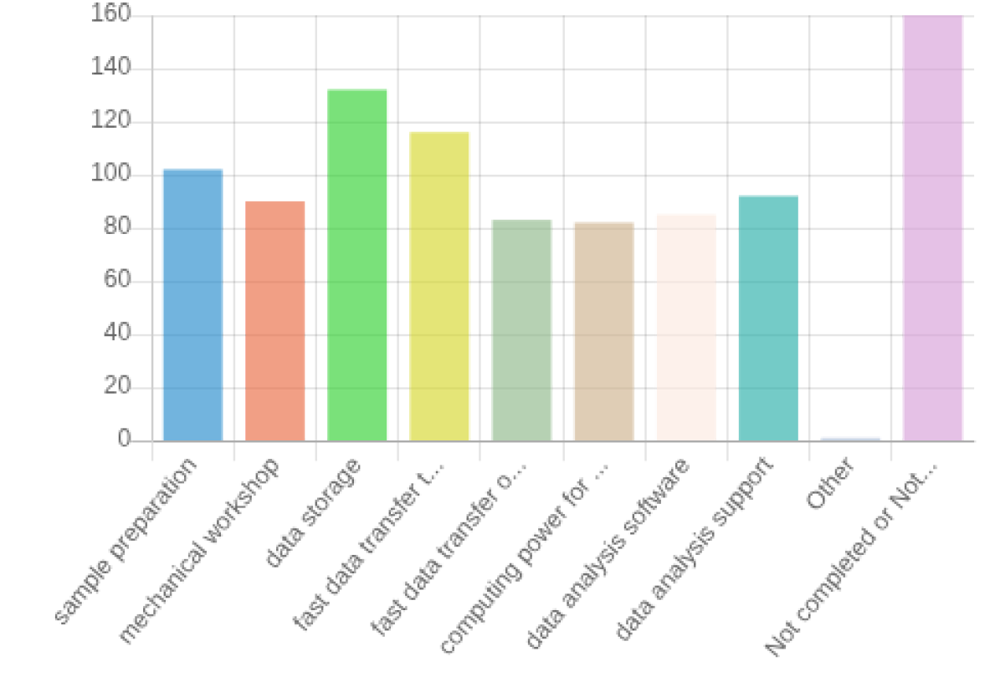 160
140
120
100
80
60
40
20
0
sample preparation
mechanical workshop
data storage
fast data transfer t...
fast data transfer o...
computing power for ...
data analysis software
data analysis support
Other
Not completed or Not...